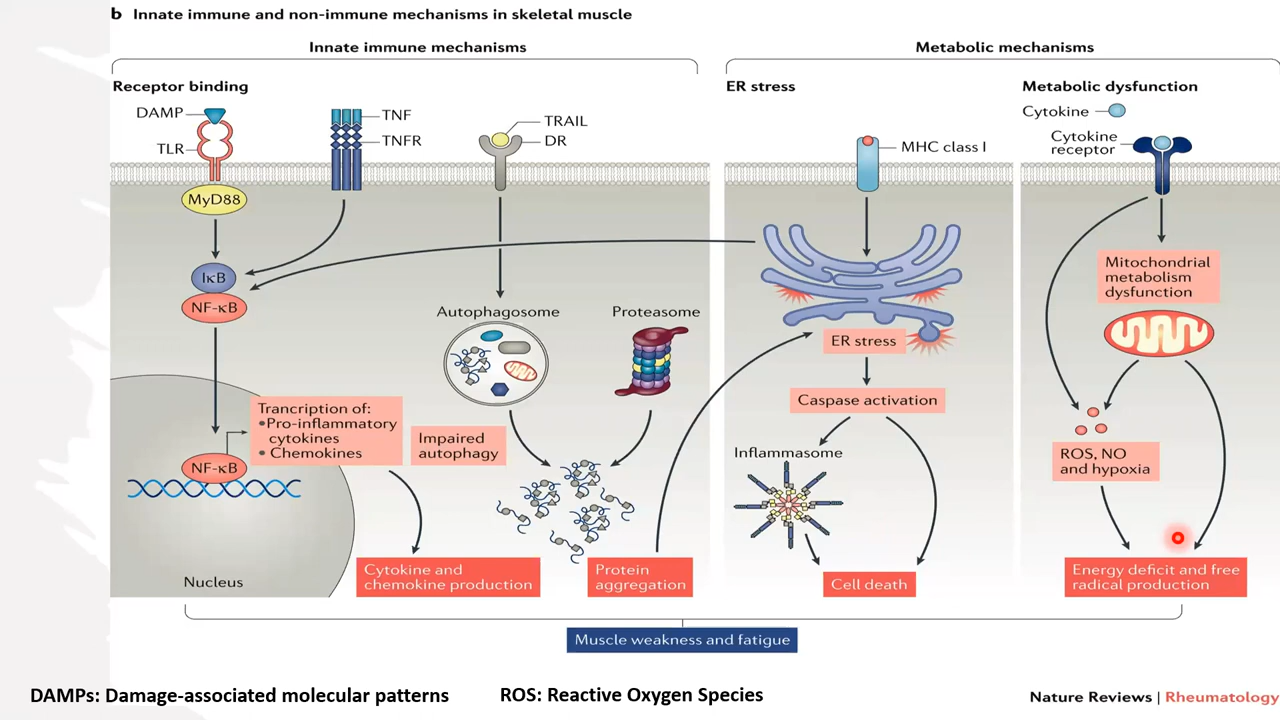 b Innate immune and non-immune mechanisms in skeletal muscle
Innate immune mechanisms
Metabolic mechanisms
Receptor binding
ER stress
Metabolic dysfunction
DAMP
TLR
MyD88
TNF
TNFR
TRAIL
DR
MHC class I
Cytokine
Cytokine
receptor
IκB
NF-κB
Autophagosome
Proteasome
ER stress
Mitochondrial
metabolism
dysfunction
Caspase activation
Trancription of:
•Pro-inflammatory
cytokines
• Chemokines
Impaired
autophagy
NF-κB
Inflammasome
ROS, NO
and hypoxia
Nucleus
Cytokine and
chemokine production
Protein
aggregation
Cell death
Energy deficit and free
radical production
Muscle weakness and fatigue
DAMPs: Damage-associated molecular patterns
ROS: Reactive Oxygen Species
Nature Reviews | Rheumatology